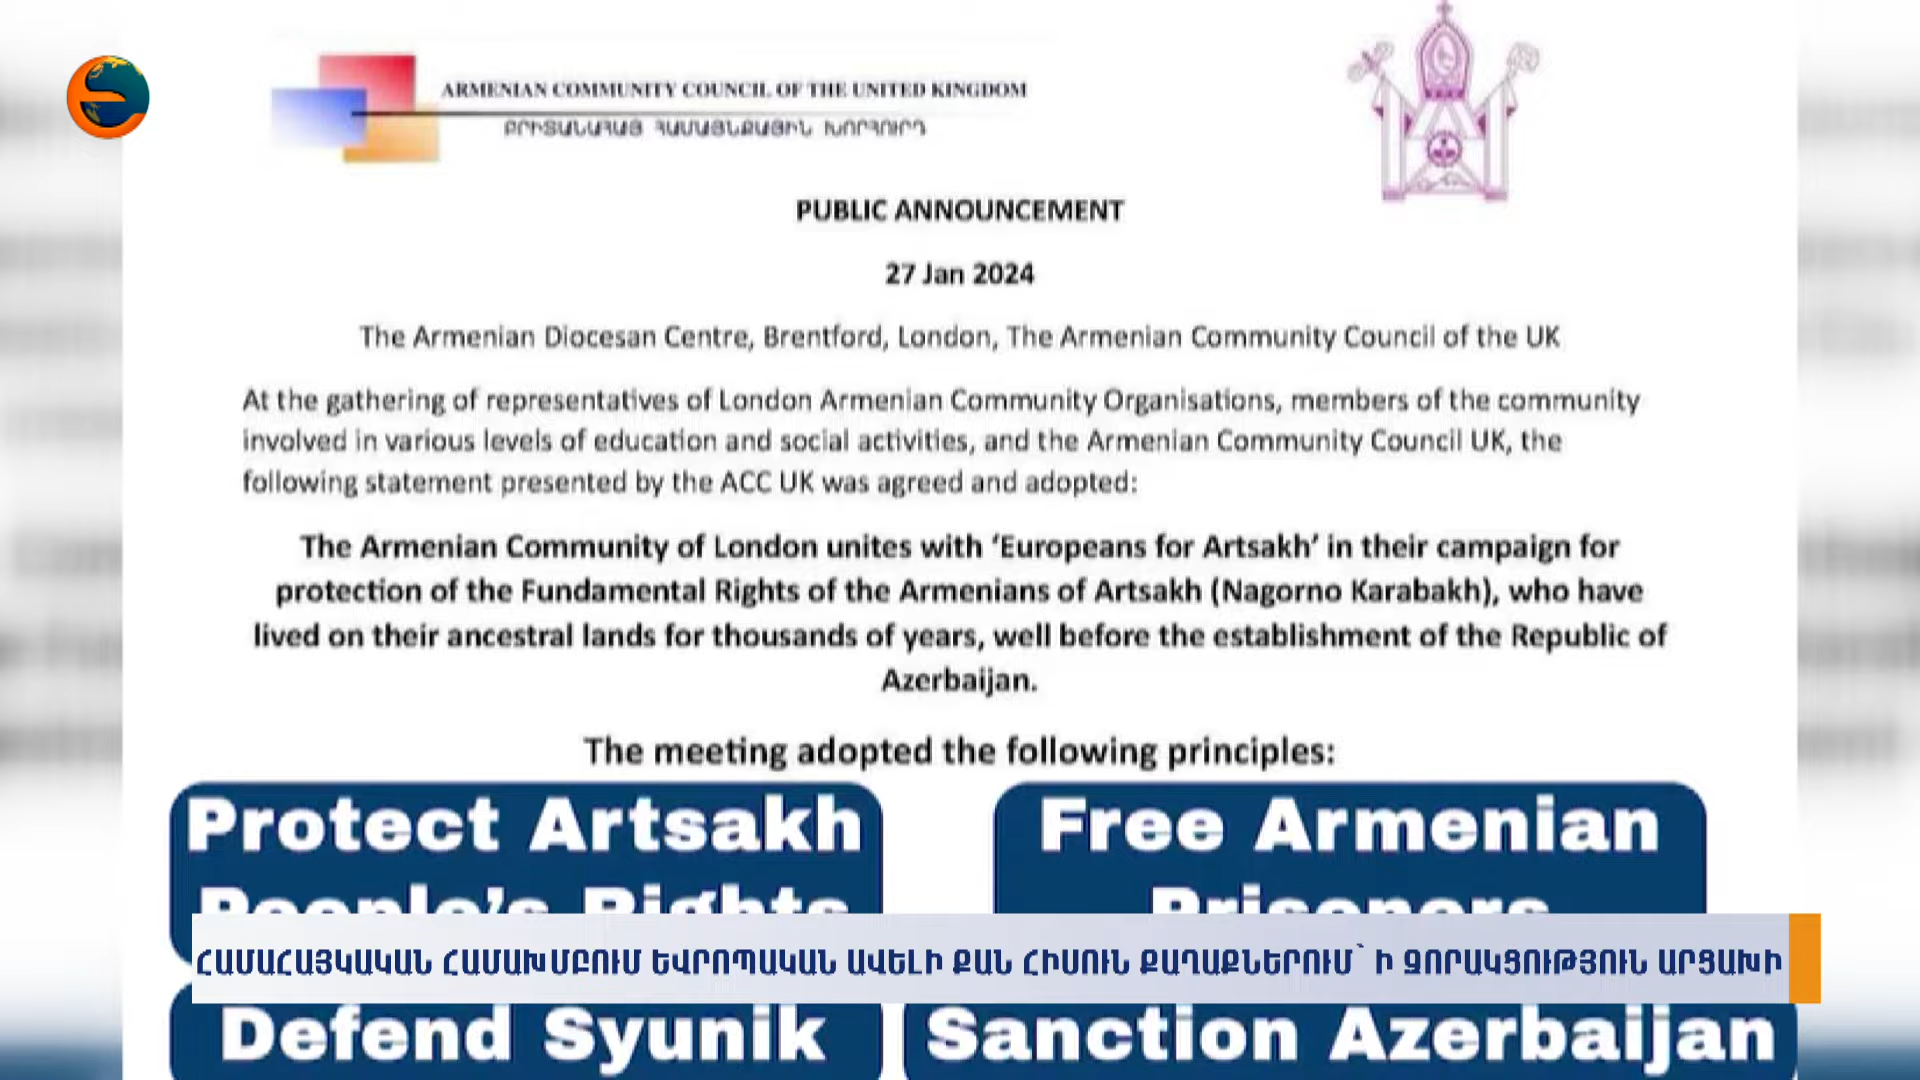 ARMENIAN COMMUNITY COUNCIL OF THE UNITED KINGDOM
ԲՐԻՏԱՆԱՀԱՅ ՀԱՄԱՅՆՔԱՅԻՆ ԽՈՐՀՈՒՐԴ
PUBLIC ANNOUNCEMENT
27 Jan 2024
The Armenian Diocesan Centre, Brentford, London, The Armenian Community Council of the UK
At the gathering of representatives of London Armenian Community Organisations, members of the community
involved in various levels of education and social activities, and the Armenian Community Council UK, the
following statement presented by the ACC UK was agreed and adopted:
The Armenian Community of London unites with ‘Europeans for Artsakh’ in their campaign for
protection of the Fundamental Rights of the Armenians of Artsakh (Nagorno Karabakh), who have
lived on their ancestral lands for thousands of years, well before the establishment of the Republic of
Azerbaijan.
The meeting adopted the following principles:
Protect Artsakh
People’s Rights
Free Armenian
Prisoners
ՀԱՄԱՀԱՅԿԱԿԱՆ ՀԱՄԱԽՄԲՈՒՄ ԵՎՐՈՊԱԿԱՆ ԱՎԵԼԻ ՔԱՆ ՀԻՍՈՒՆ ՔԱՂԱՔՆԵՐՈՒՄ՝ Ի ԶՈՐԱԿՑՈՒԹՅՈՒՆ ԱՐՑԱԽԻ
Defend Syunik
Sanction Azerbaijan